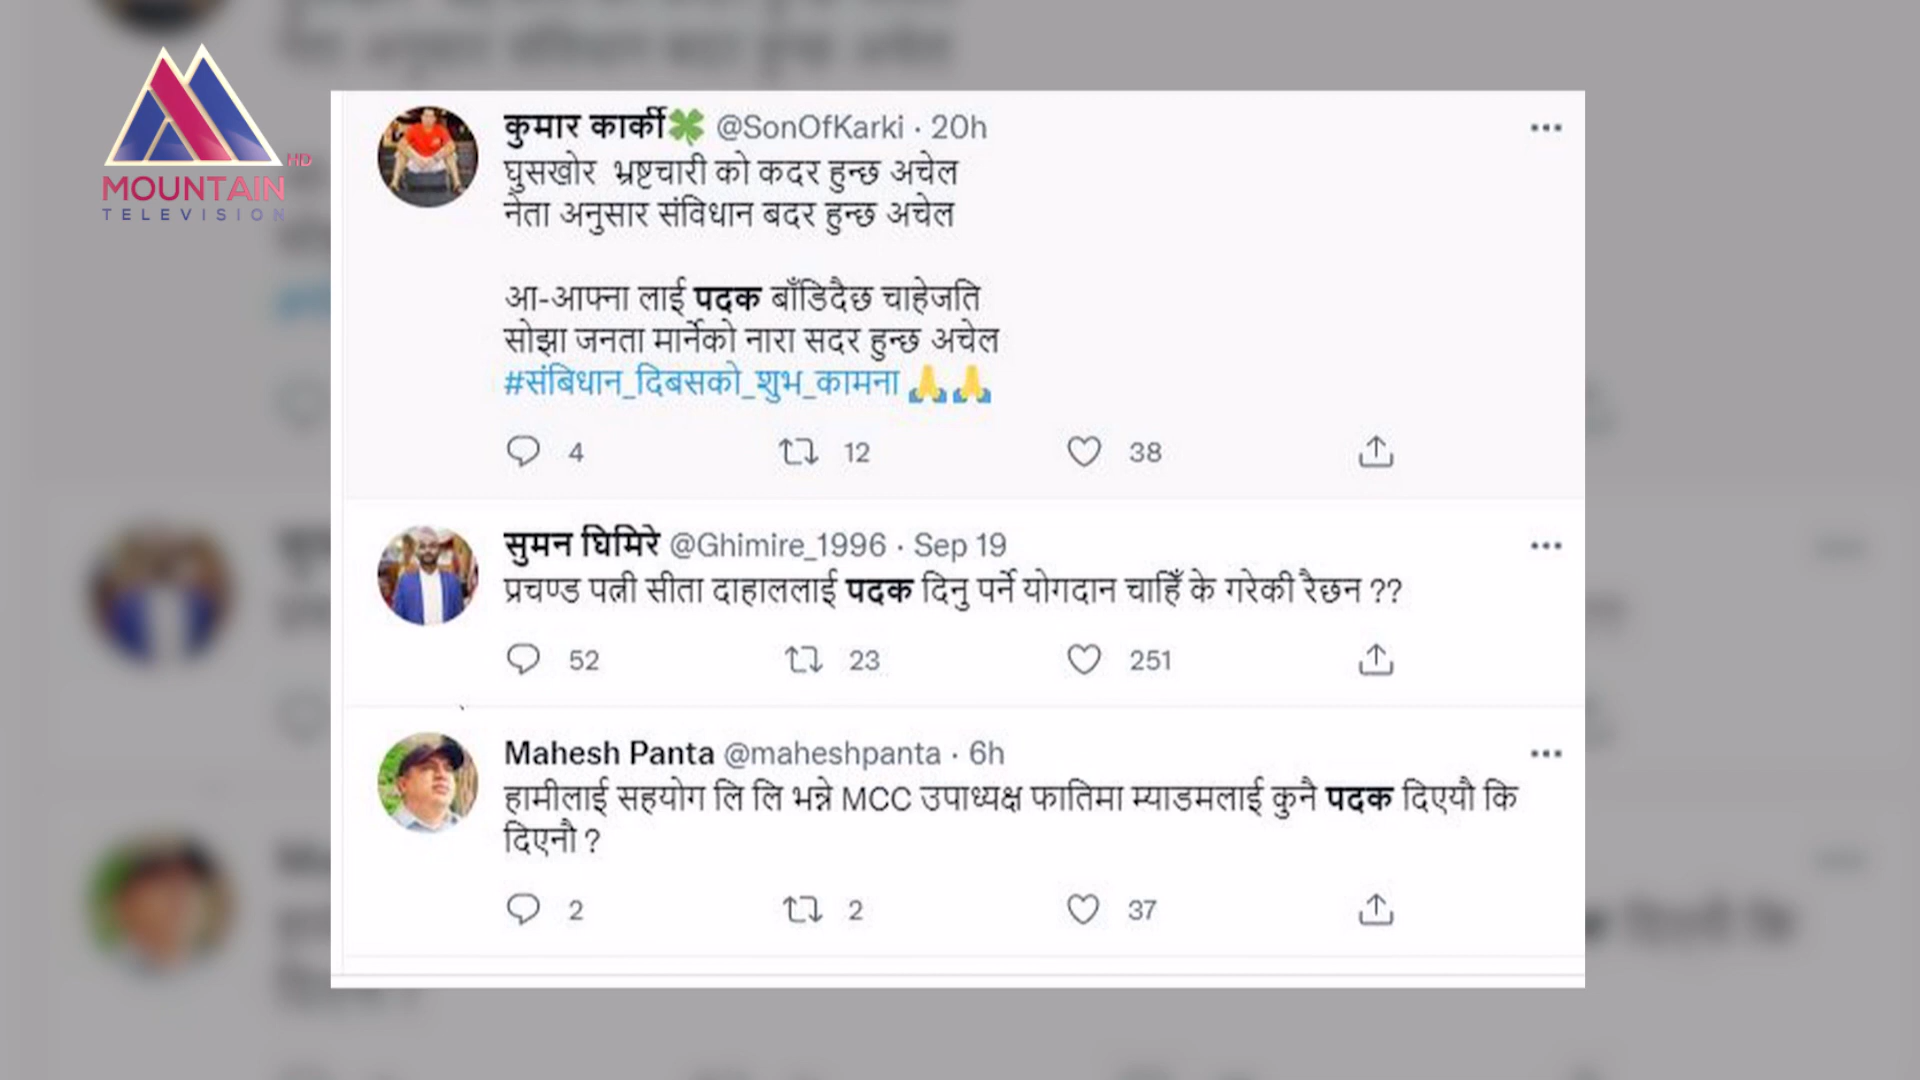 MOUNTAIN HD
TELEVISION
कुमार कार्की🍀 @SonOfKarki · 20h
घुसखोर भ्रष्टचारी को कदर हुन्छ अचेल
नेता अनुसार संविधान बदर हुन्छ अचेल
आ-आफ्ना लाई पदक बाँडिदैछ चाहेजति
सोझा जनता मार्नेको नारा सदर हुन्छ अचेल
#संबिधान_दिबसको_शुभ_कामना 🙏🙏
4 12 38
सुमन घिमिरे @Ghimire_1996 · Sep 19
प्रचण्ड पत्नी सीता दाहाललाई पदक दिनु पर्ने योगदान चाहिँ के गरेकी रैछन ??
52 23 251
Mahesh Panta @maheshpanta · 6h
हामीलाई सहयोग लि लि भन्ने MCC उपाध्यक्ष फातिमा म्याडमलाई कुनै पदक दिएयौ कि
दिएनौ ?
2 2 37